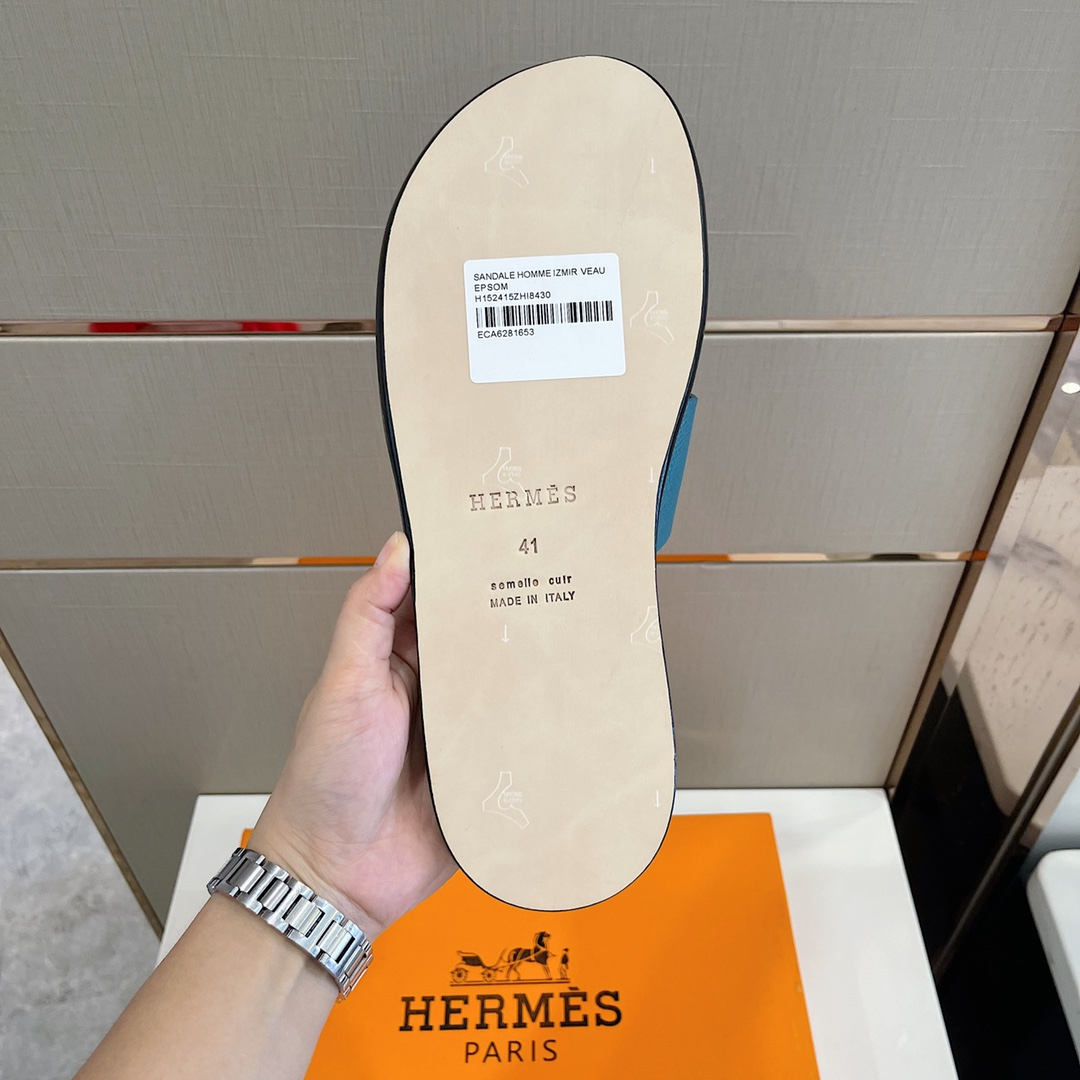 SANDALE HOMME IZMIR VEAU
EPSOM
H152415ZHI8430
ECA6281653
HERMÈS
41
semelle cuir
MADE IN ITALY
HERMÈS
PARIS